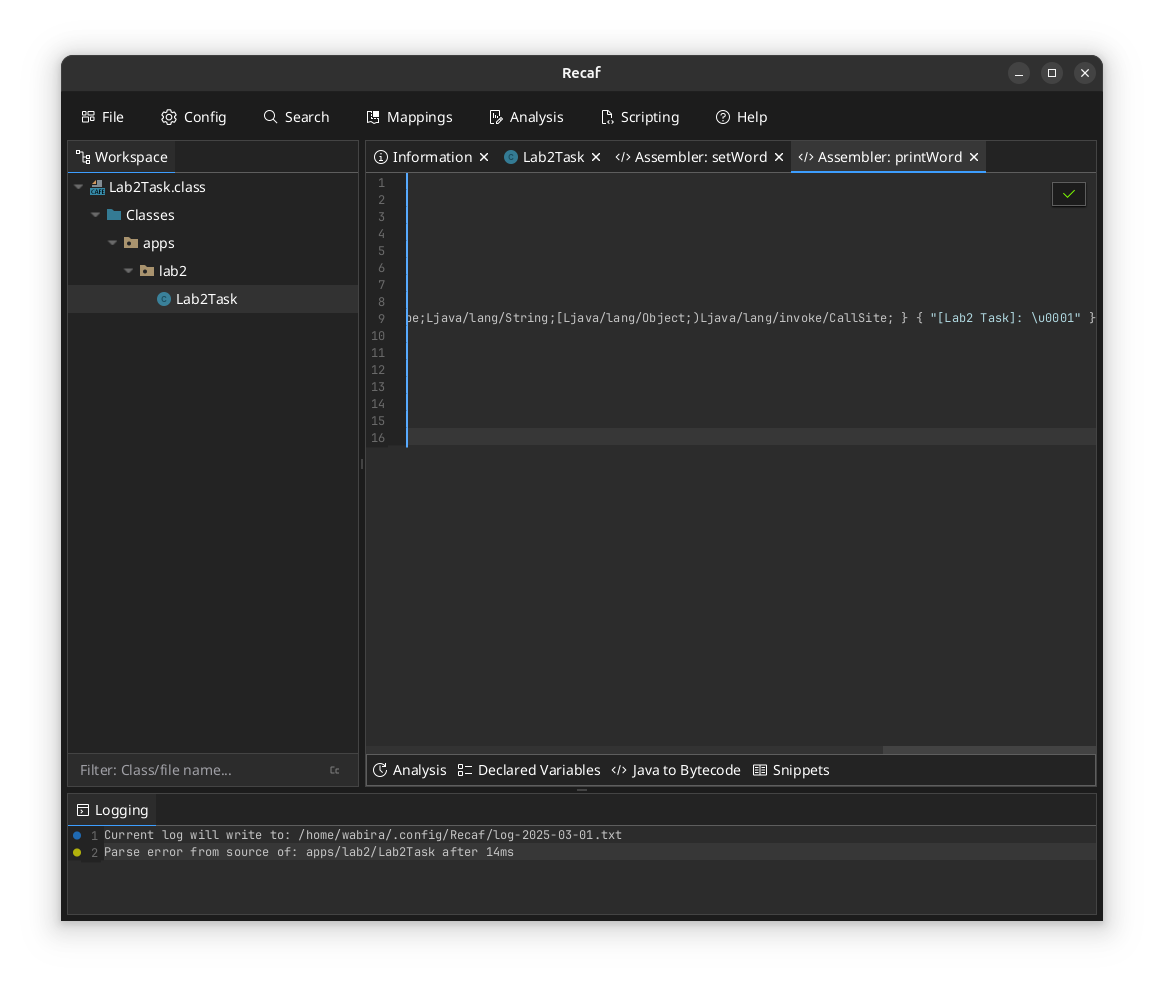 Recaf
File Config Search Mappings Analysis Scripting Help
Workspace
Information Lab2Task </> Assembler: setWord </> Assembler: printWord
Lab2Task.class
Classes
apps
lab2
C Lab2Task
1
2
3
4
5
6
7
8
9 pe;Ljava/lang/String;[Ljava/lang/Object;)Ljava/lang/invoke/CallSite; } { "[Lab2 Task]: \u0001" }
10
11
12
13
14
15
16
Filter: Class/file name... Cc
Analysis Declared Variables </> Java to Bytecode Snippets
Logging
1 Current log will write to: /home/wabira/.config/Recaf/log-2025-03-01.txt
2 Parse error from source of: apps/lab2/Lab2Task after 14ms